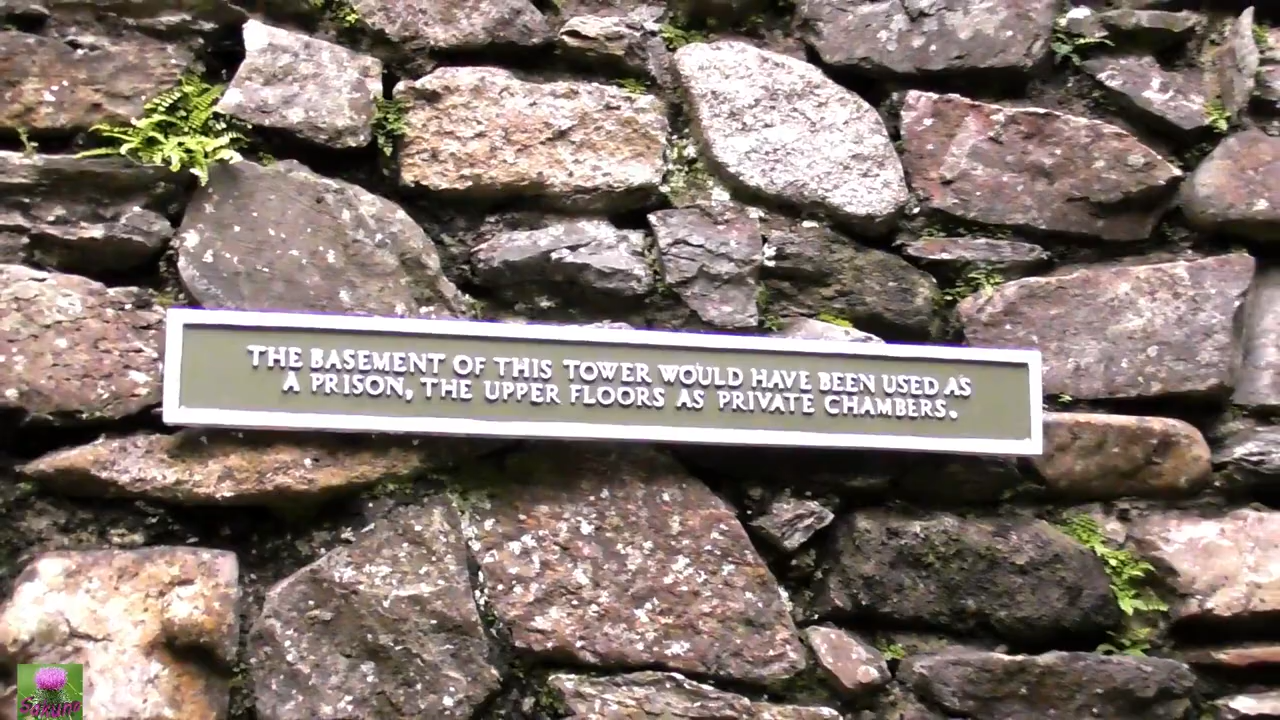 THE BASEMENT OF THIS TOWER WOULD HAVE BEEN USED AS
A PRISON, THE UPPER FLOORS AS PRIVATE CHAMBERS.